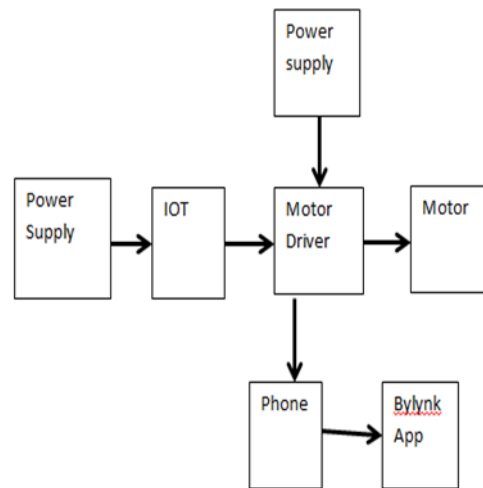 Power
supply
Power
Supply
IOT
Motor
Driver
Motor
Phone
Bylynk
App